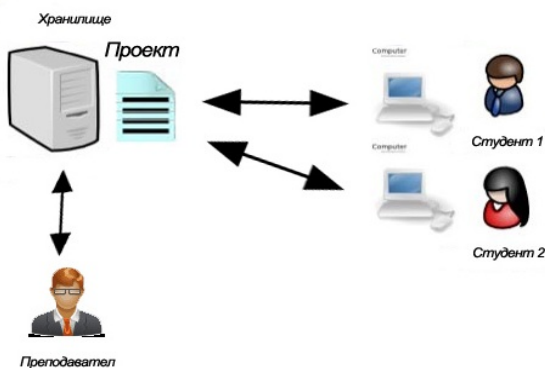 Хранилище
Проект
Computer
Студент 1
Computer
Студент 2
Преподавател